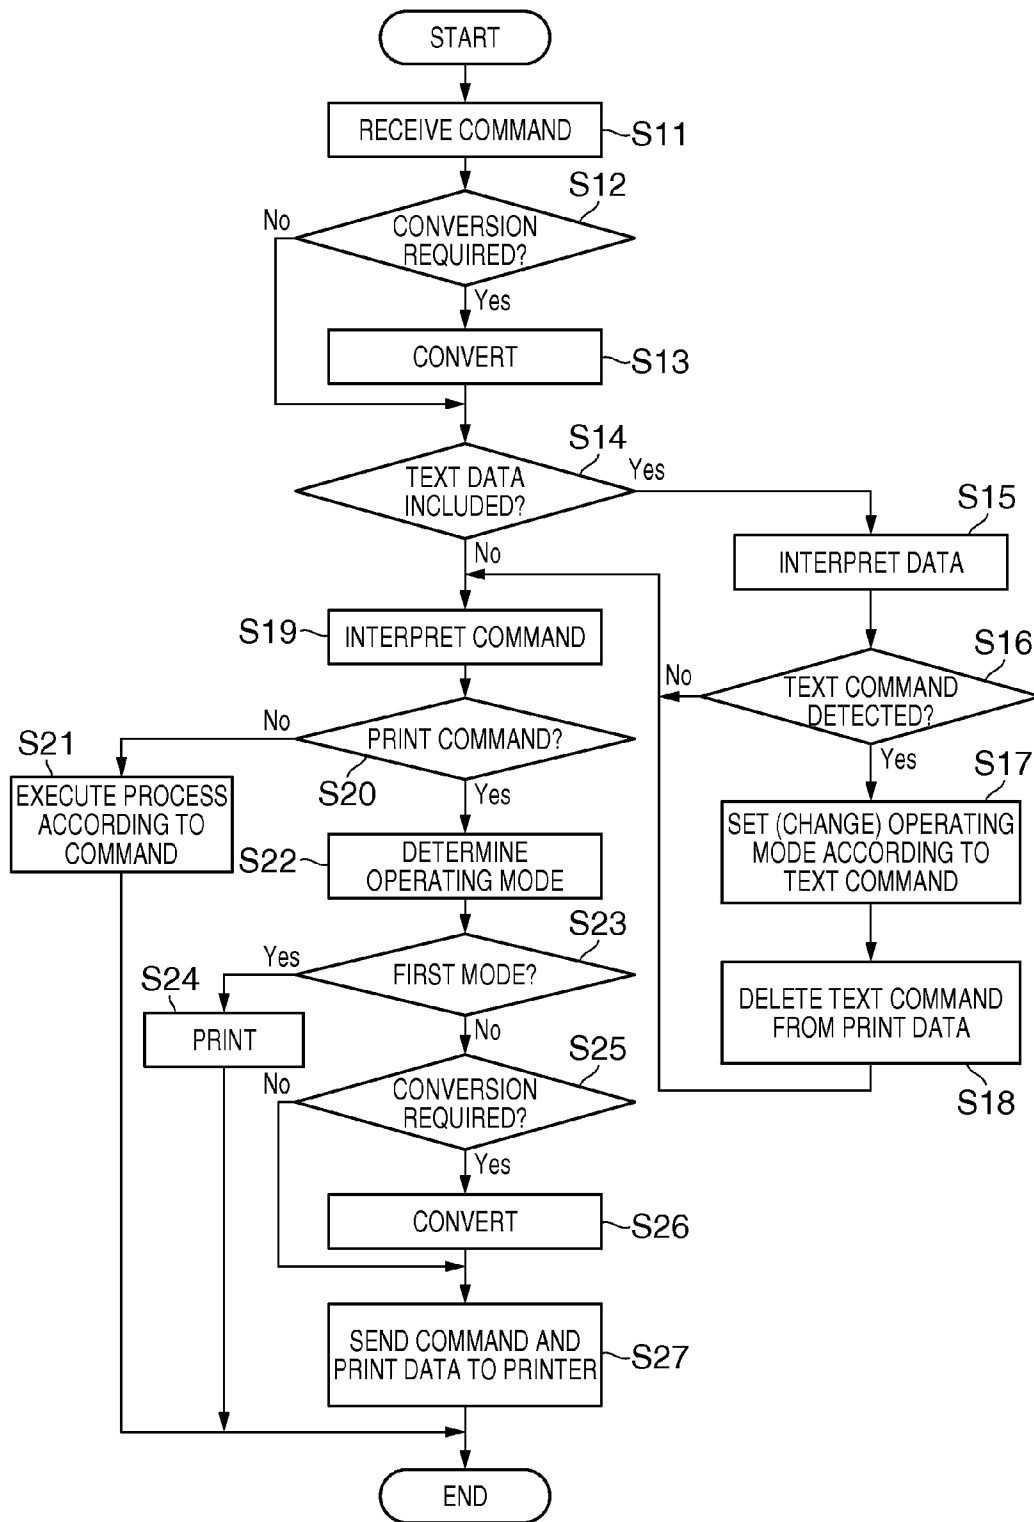 START
RECEIVE COMMAND
S11
S12
No
CONVERSION
REQUIRED?
Yes
CONVERT
S13
S14
TEXT DATA
INCLUDED?
Yes
No
S15
INTERPRET DATA
S19
INTERPRET COMMAND
S16
No
TEXT COMMAND
DETECTED?
Yes
No
PRINT COMMAND?
S20
Yes
S21
EXECUTE PROCESS
ACCORDING TO
COMMAND
S17
SET (CHANGE) OPERATING
MODE ACCORDING TO
TEXT COMMAND
S22
DETERMINE
OPERATING MODE
S23
Yes
FIRST MODE?
No
S24
PRINT
DELETE TEXT COMMAND
FROM PRINT DATA
S18
S25
No
CONVERSION
REQUIRED?
Yes
CONVERT
S26
SEND COMMAND AND
PRINT DATA TO PRINTER
S27
END